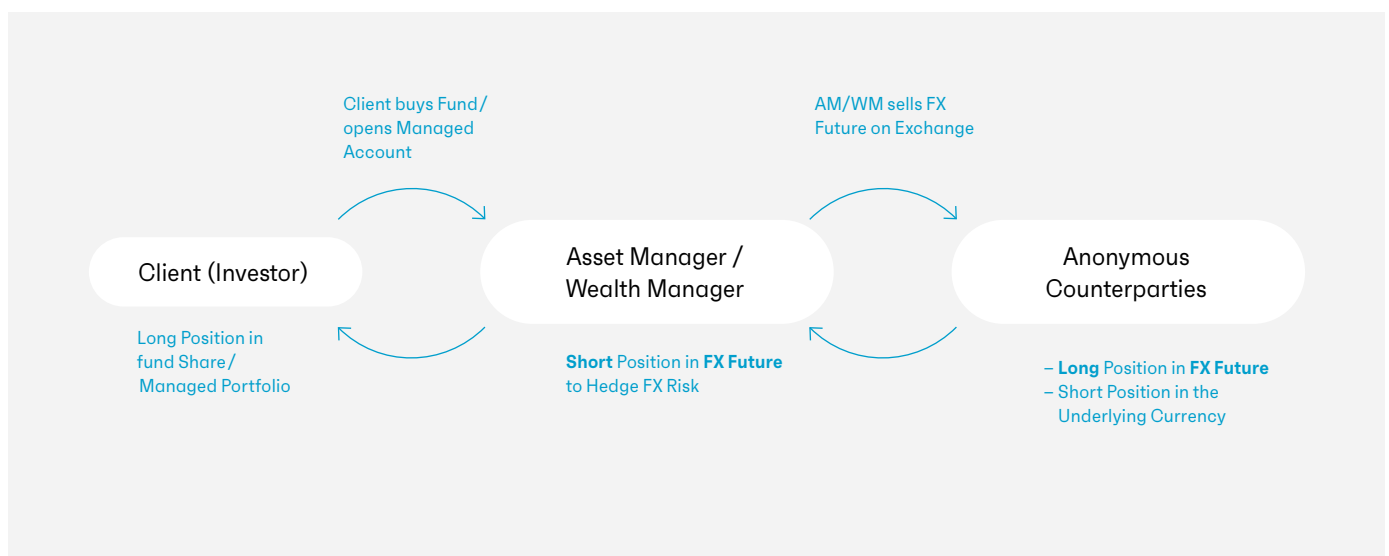 Client buys Fund/
opens Managed
Account
AM/WM sells FX
Future on Exchange
Client (Investor)
Asset Manager /
Wealth Manager
Anonymous
Counterparties
Long Position in
fund Share/
Managed Portfolio
Short Position in FX Future
to Hedge FX Risk
– Long Position in FX Future
– Short Position in the
Underlying Currency